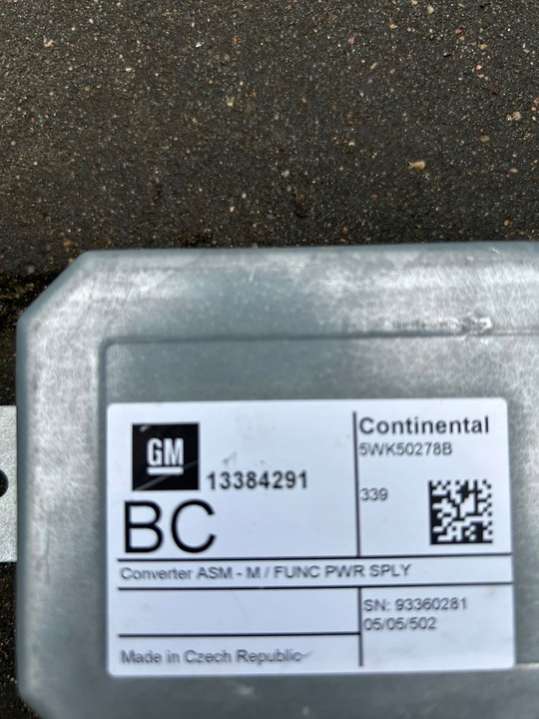 GM
13384291
BC
Continental
5WK50278B
339
Converter ASM - M / FUNC PWR SPLY
SN: 93360281
05/05/502
Made in Czech Republic